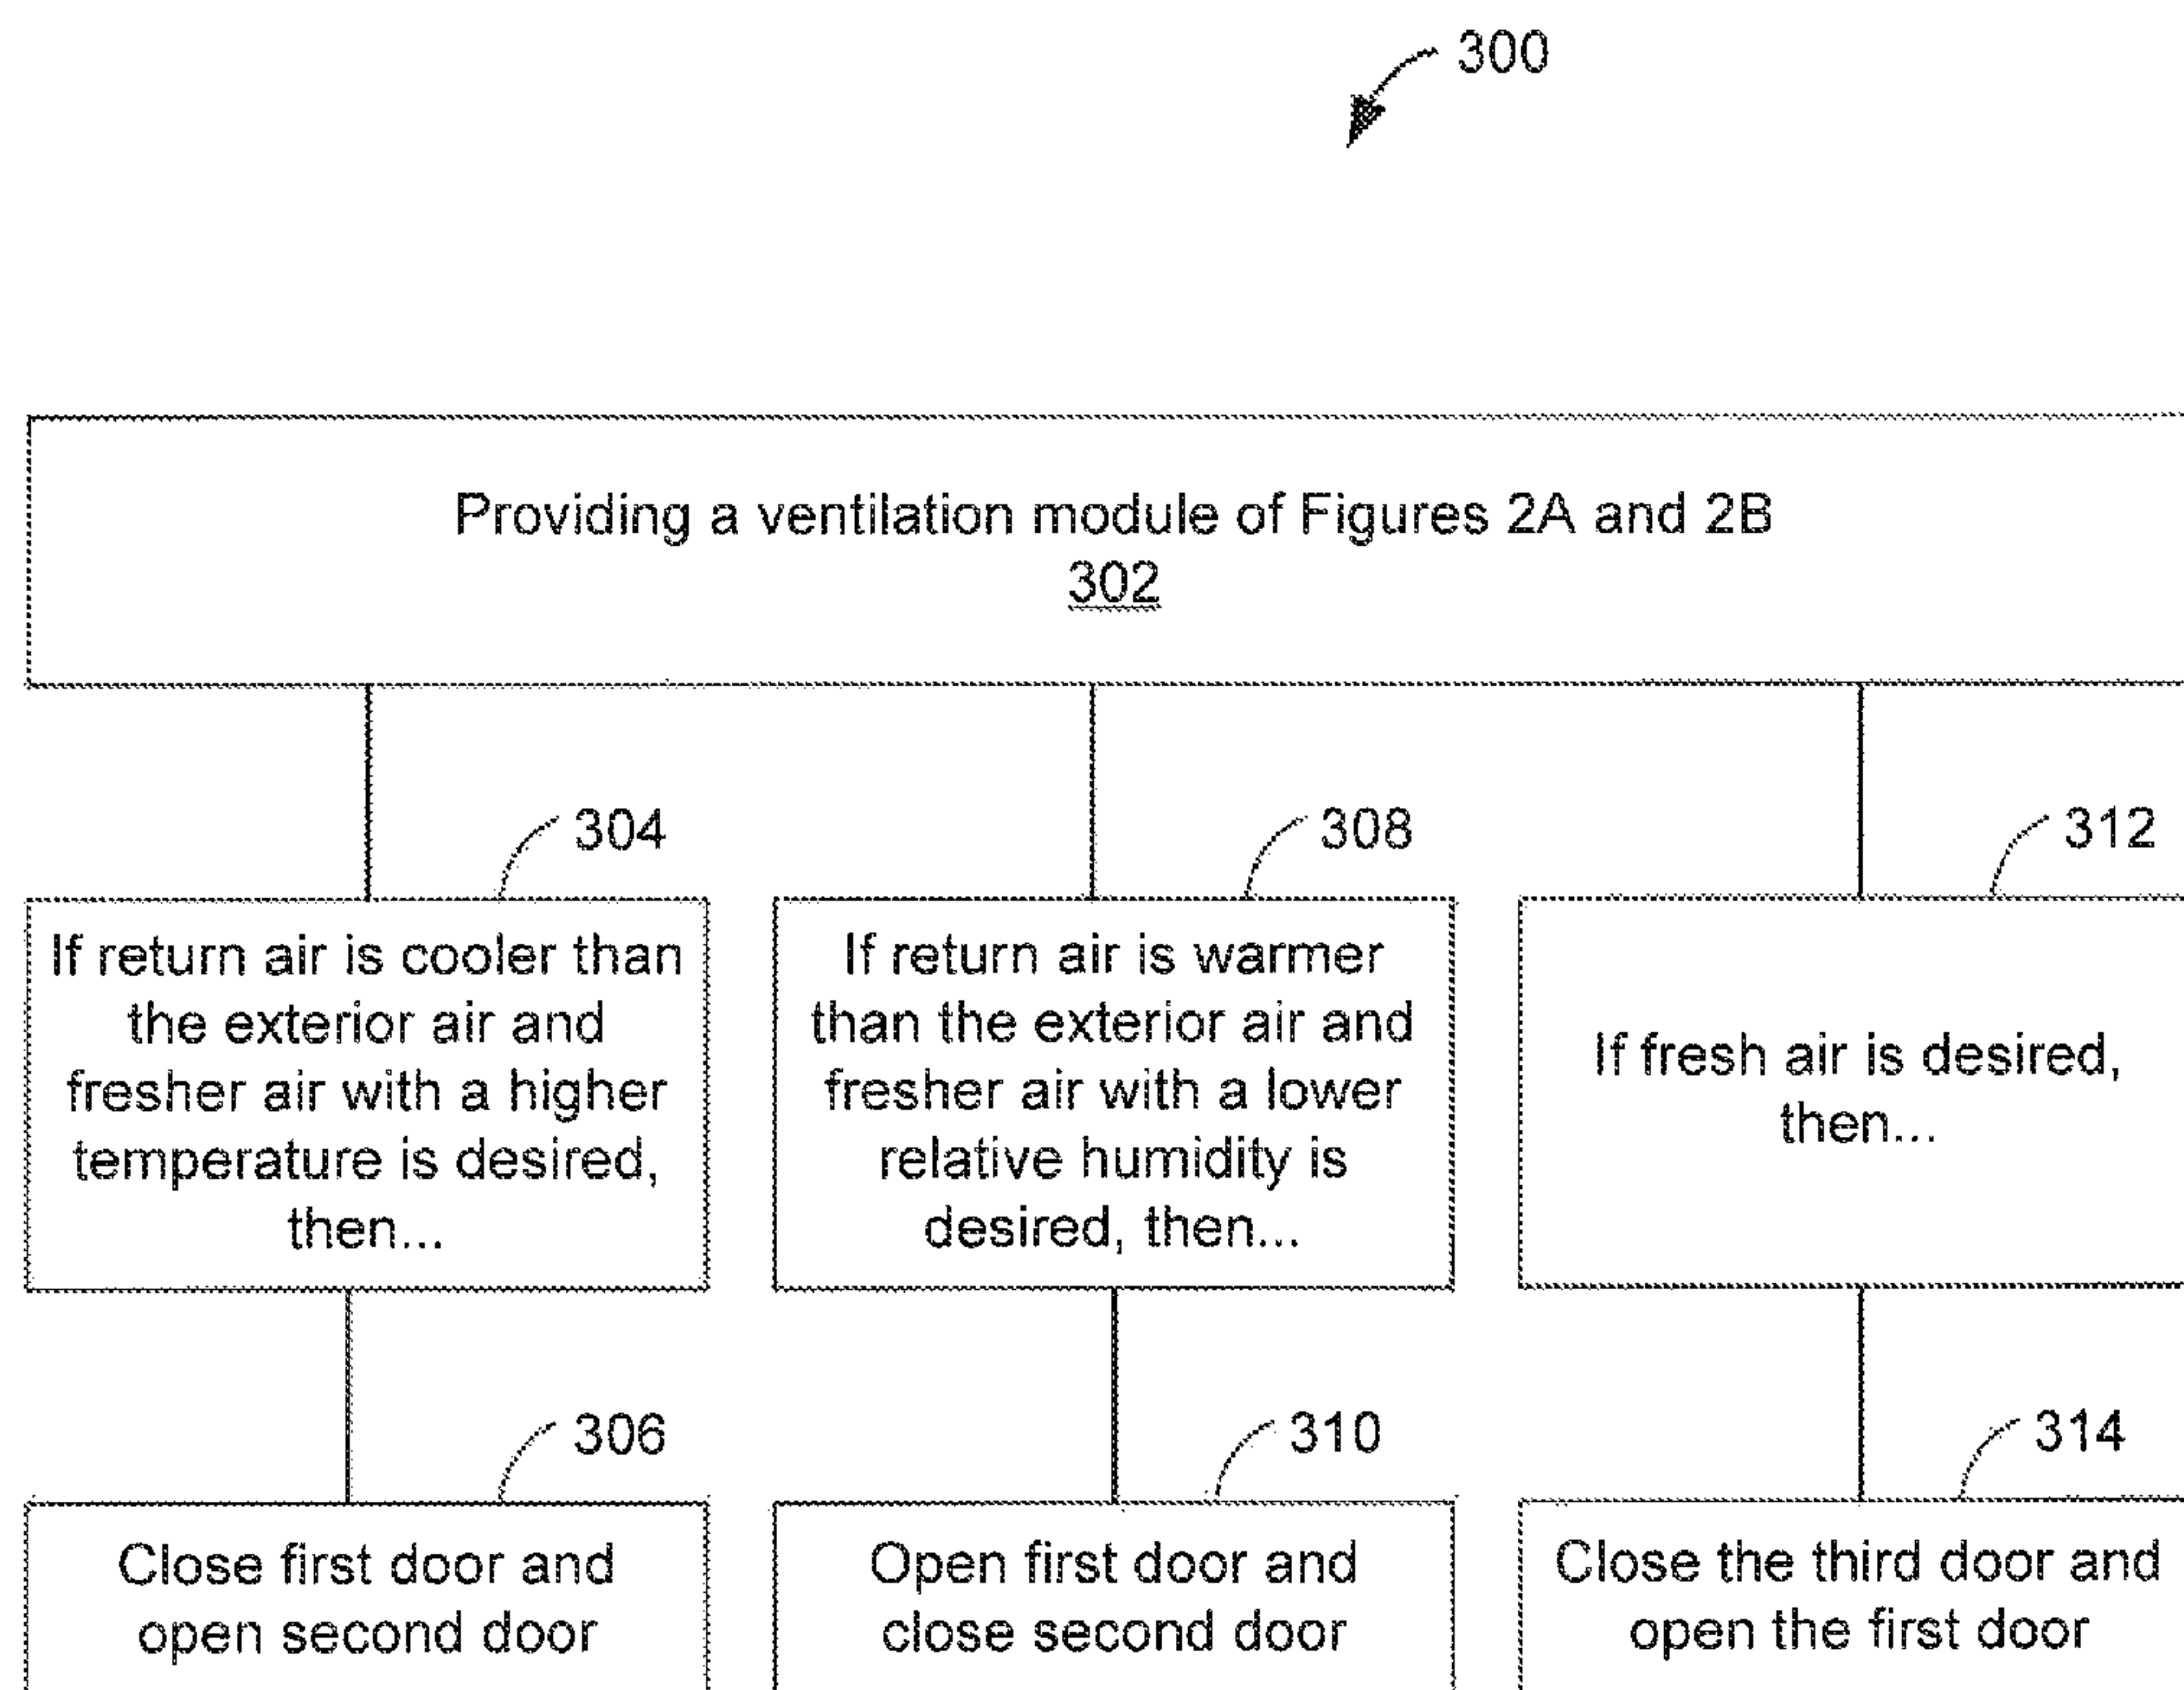 300
Providing a ventilation module of Figures 2A and 2B
302
304
If return air is cooler than
the exterior air and
fresher air with a higher
temperature is desired,
then...
308
If return air is warmer
than the exterior air and
fresher air with a lower
relative humidity is
desired, then...
312
If fresh air is desired,
then...
306
Close first door and
open second door
310
Open first door and
close second door
314
Close the third door and
open the first door